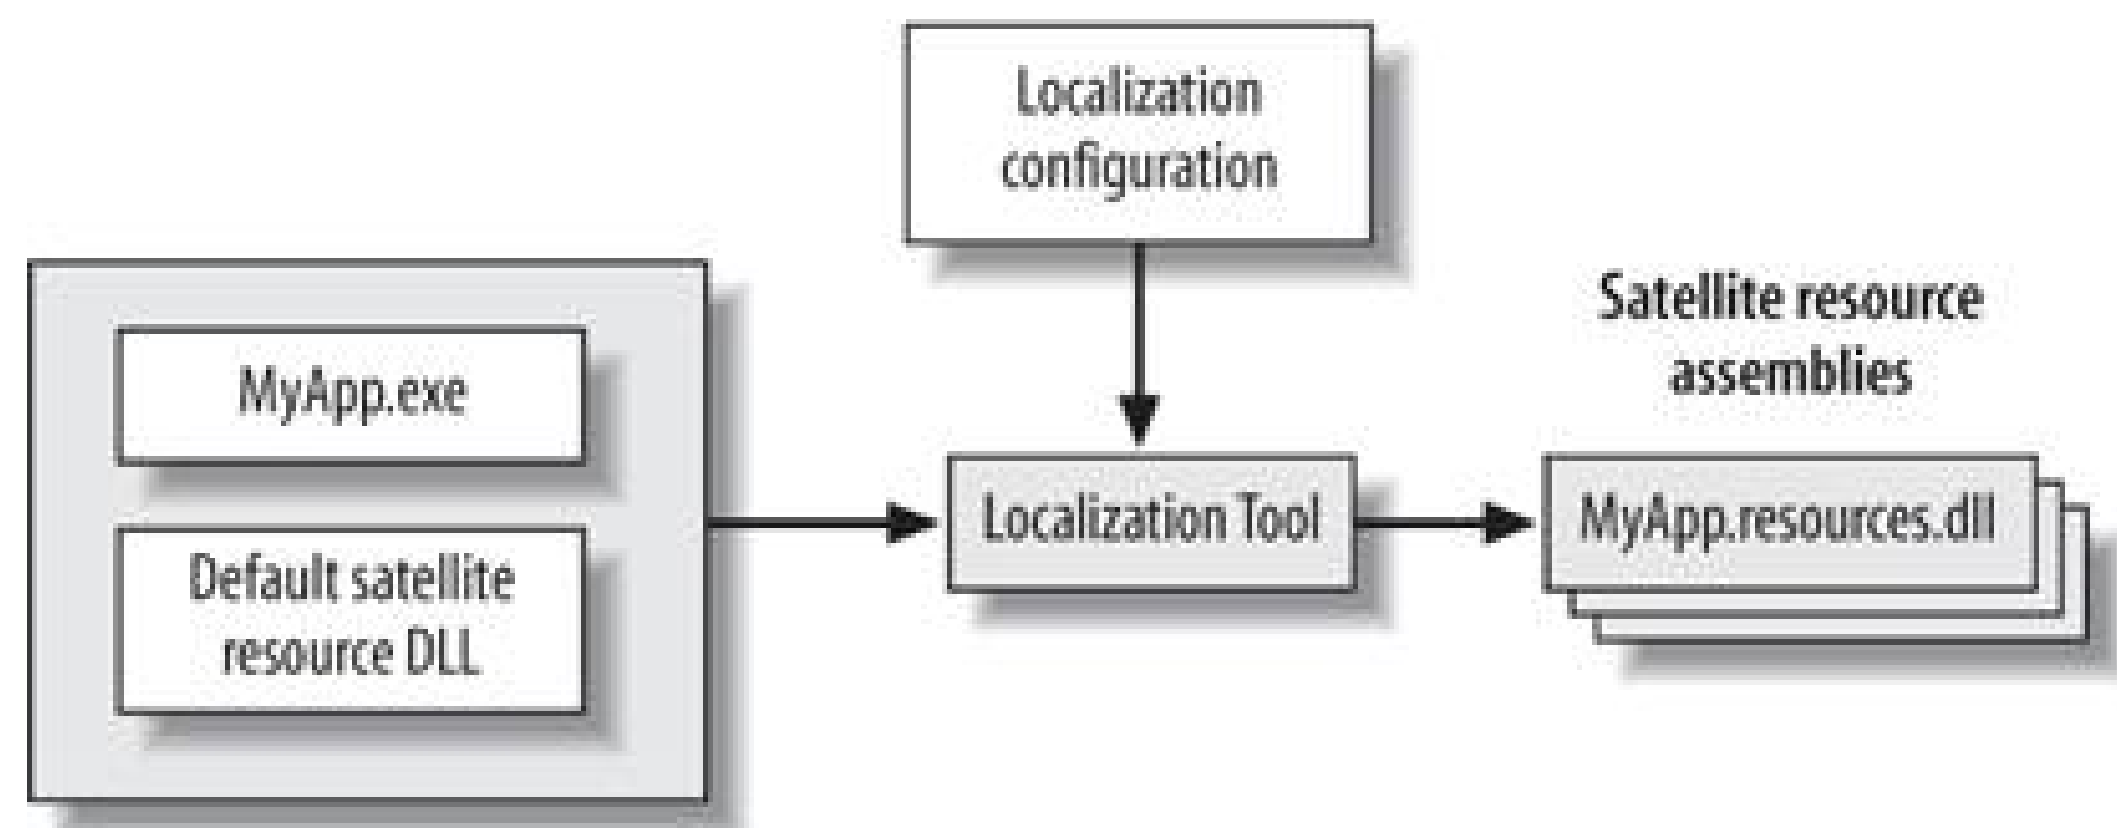 Localization
configuration
Satellite resource
assemblies
MyApp.exe
Default satellite
resource DLL
Localization Tool
MyApp.resources.dll